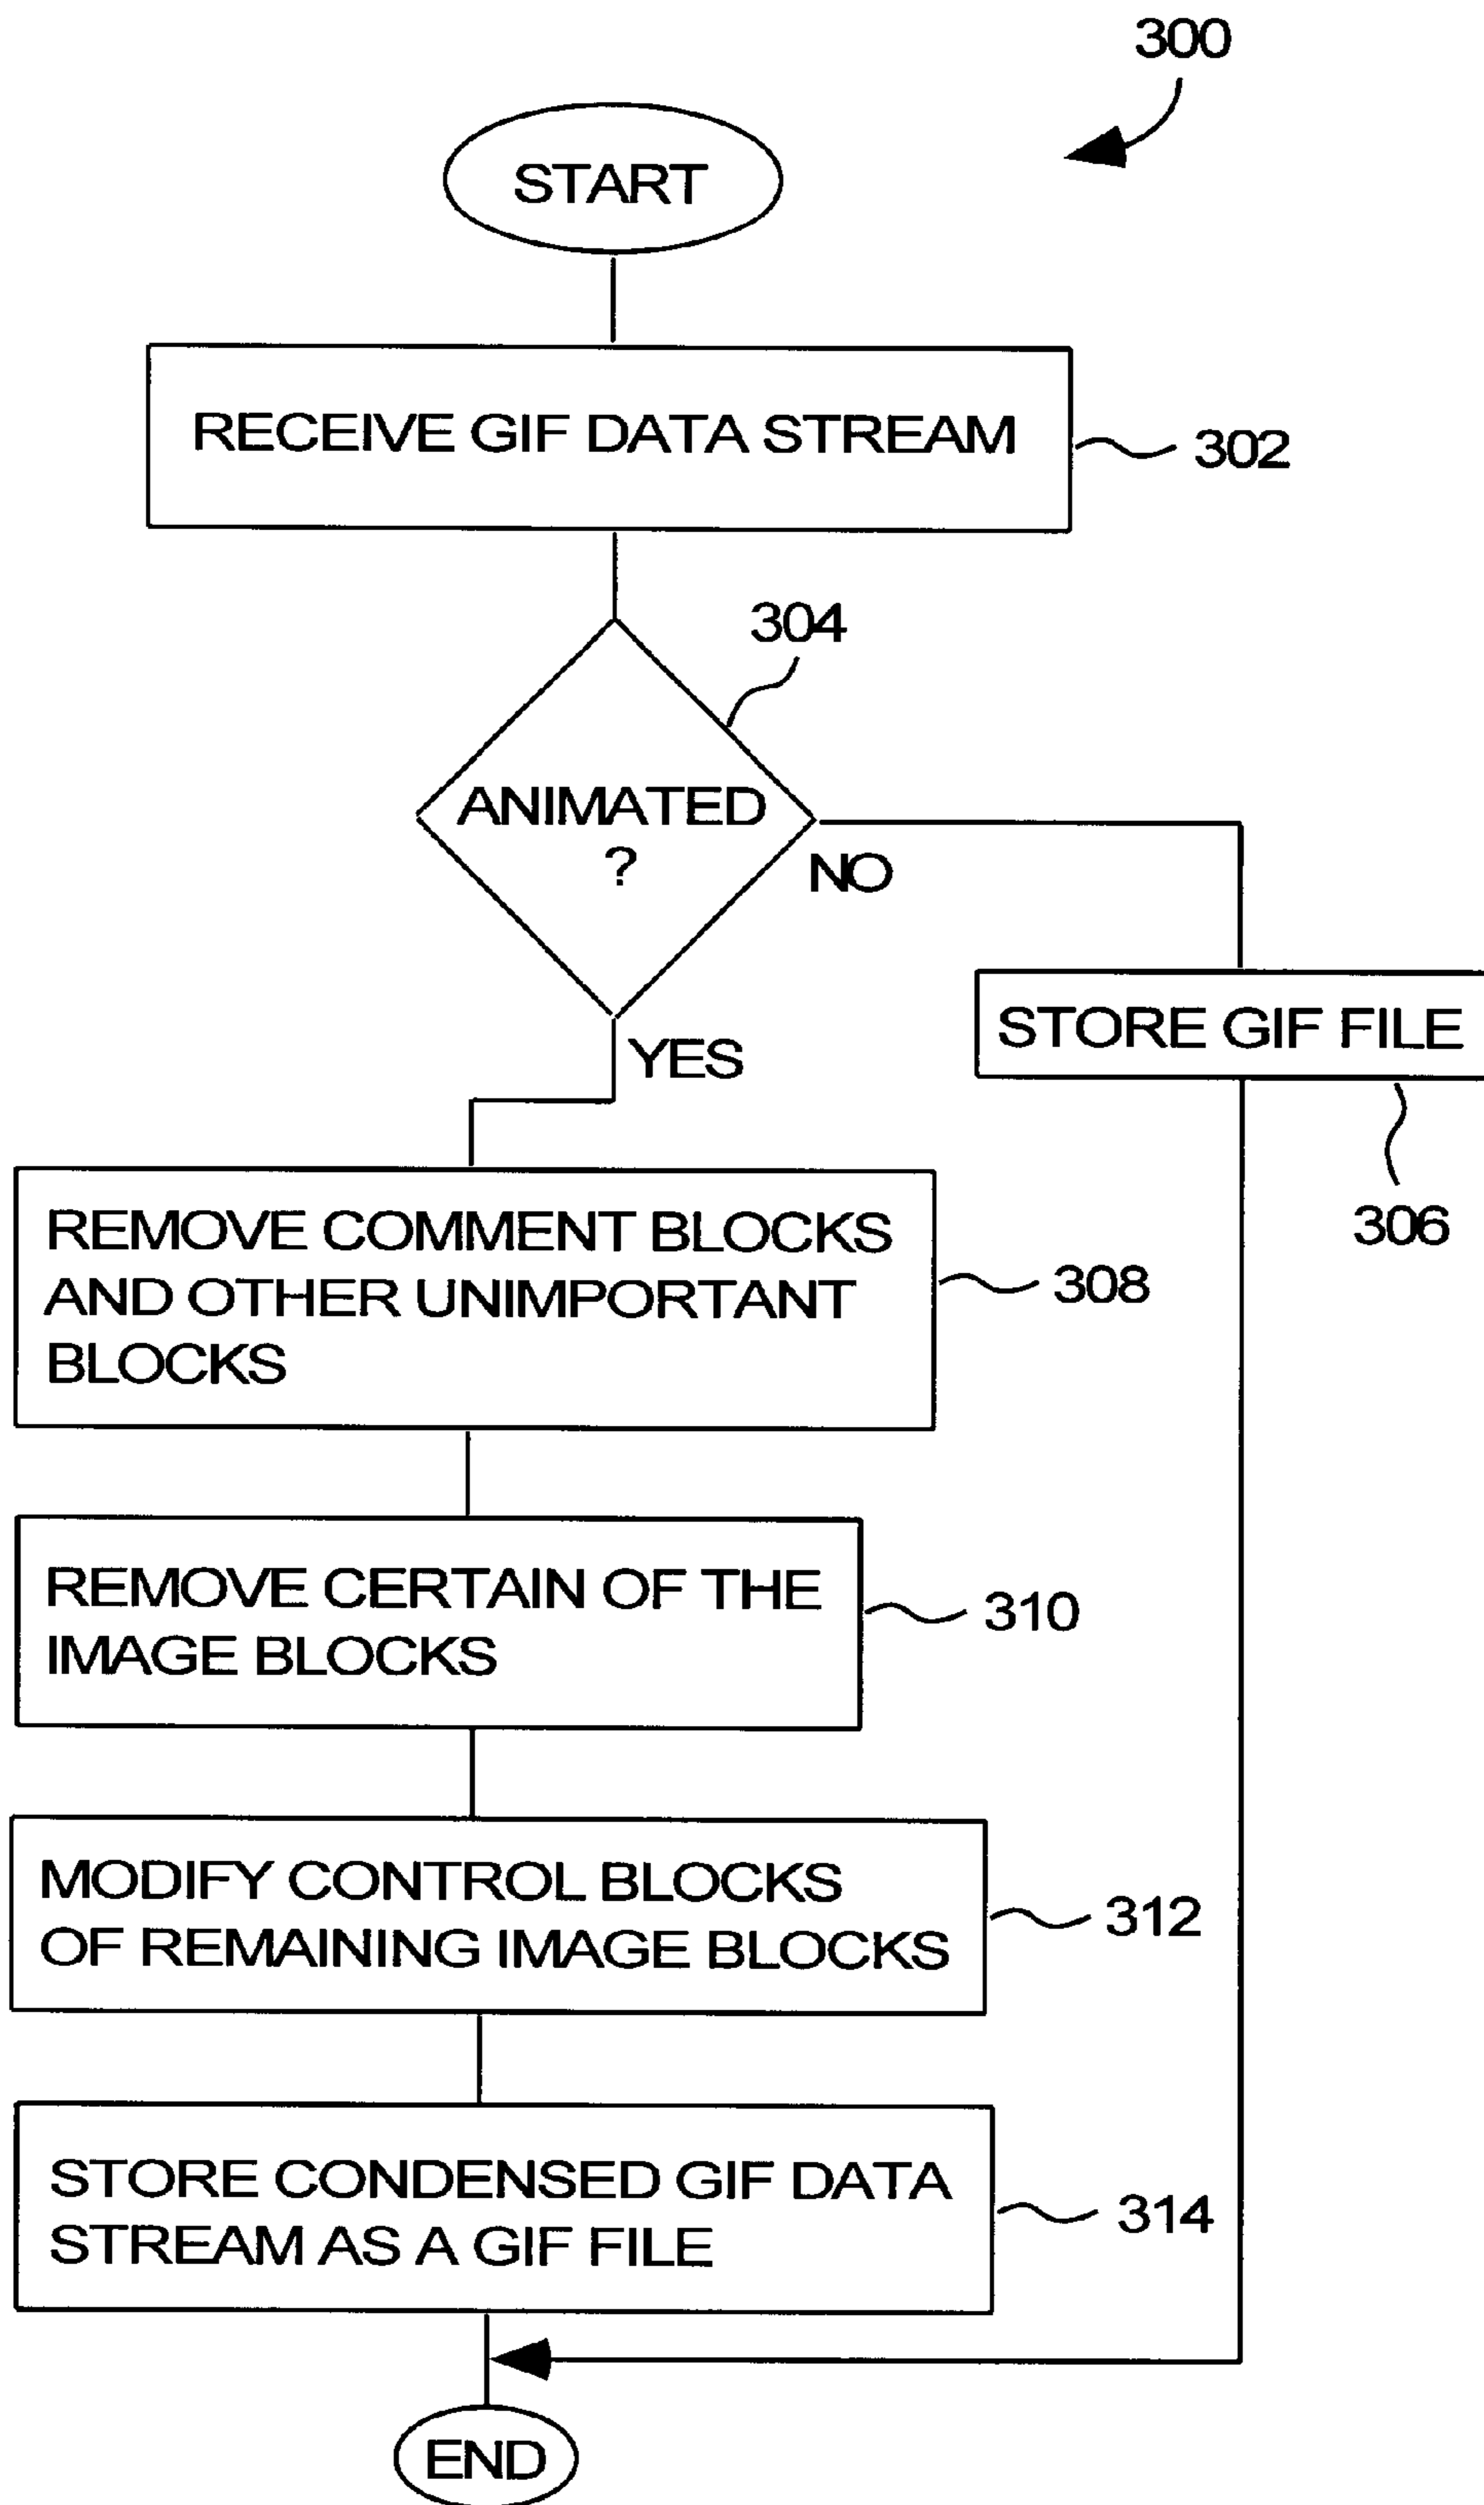 300
START
RECEIVE GIF DATA STREAM
302
304
ANIMATED
?
NO
STORE GIF FILE
YES
306
REMOVE COMMENT BLOCKS
AND OTHER UNIMPORTANT
BLOCKS
308
REMOVE CERTAIN OF THE
IMAGE BLOCKS
310
MODIFY CONTROL BLOCKS
OF REMAINING IMAGE BLOCKS
312
STORE CONDENSED GIF DATA
STREAM AS A GIF FILE
314
END